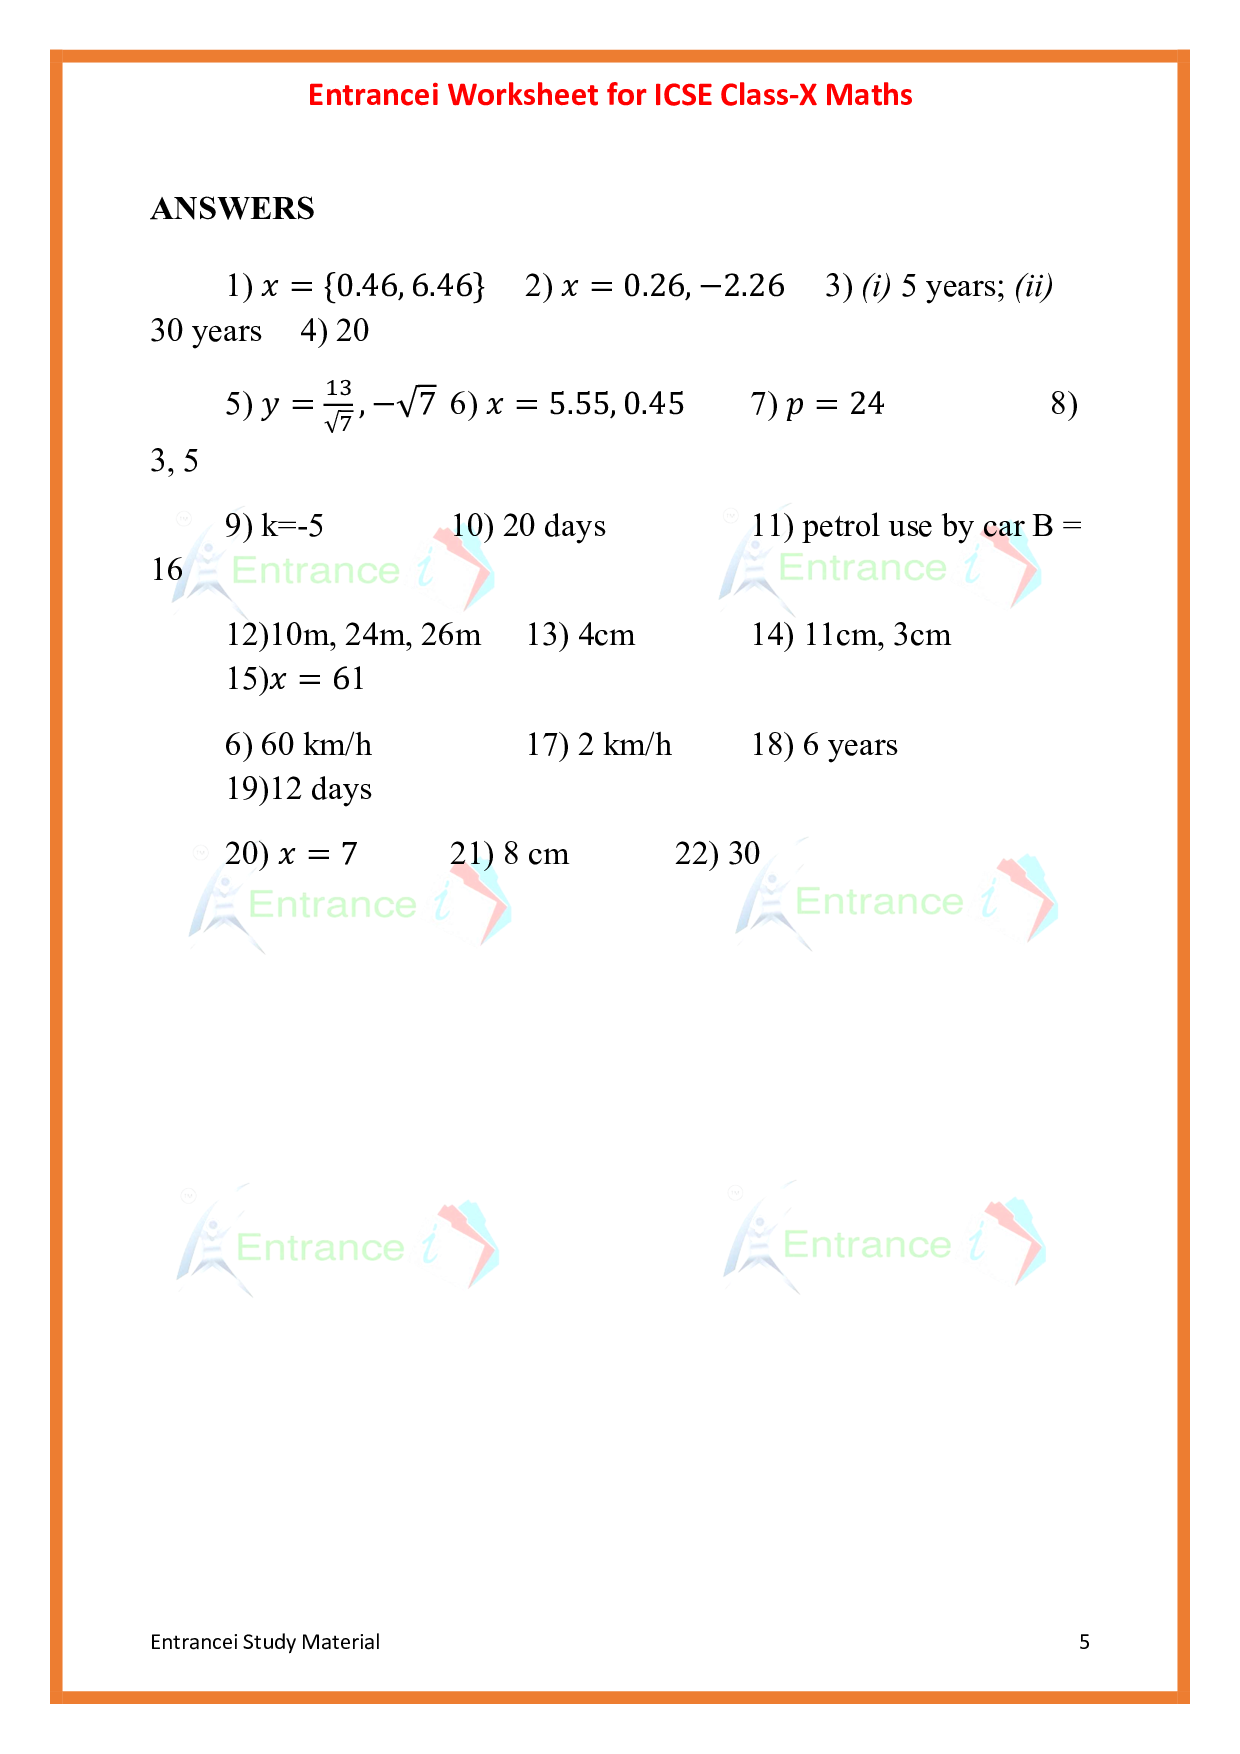 Entrancei Worksheet for ICSE Class-X Maths
ANSWERS
1) x = {0.46, 6.46} 2) x = 0.26, −2.26 3) (i) 5 years; (ii)
30 years 4) 20
5) y = 13/√7, −√7 6) x = 5.55, 0.45 7) p = 24 8)
3, 5
9) k=-5 10) 20 days 11) petrol use by car B =
16
Entrance i Entrance i
12)10m, 24m, 26m 13) 4cm 14) 11cm, 3cm
15)x = 61
6) 60 km/h 17) 2 km/h 18) 6 years
19)12 days
20) x = 7 21) 8 cm 22) 30
Entrance i Entrance i
Entrance i Entrance i
Entrancei Study Material 5